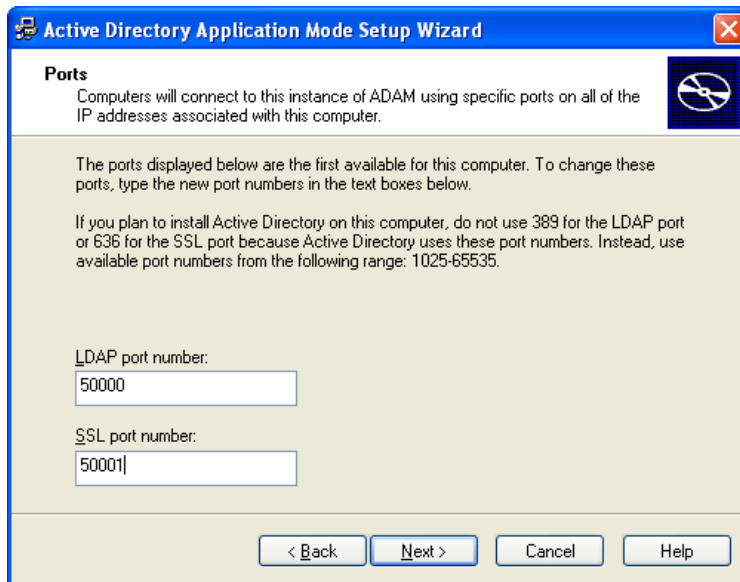 Active Directory Application Mode Setup Wizard
Ports
Computers will connect to this instance of ADAM using specific ports on all of the
IP addresses associated with this computer.
The ports displayed below are the first available for this computer. To change these
ports, type the new port numbers in the text boxes below.
If you plan to install Active Directory on this computer, do not use 389 for the LDAP port
or 636 for the SSL port because Active Directory uses these port numbers. Instead, use
available port numbers from the following range: 1025-65535.
LDAP port number:
50000
SSL port number:
50001
< Back Next > Cancel Help